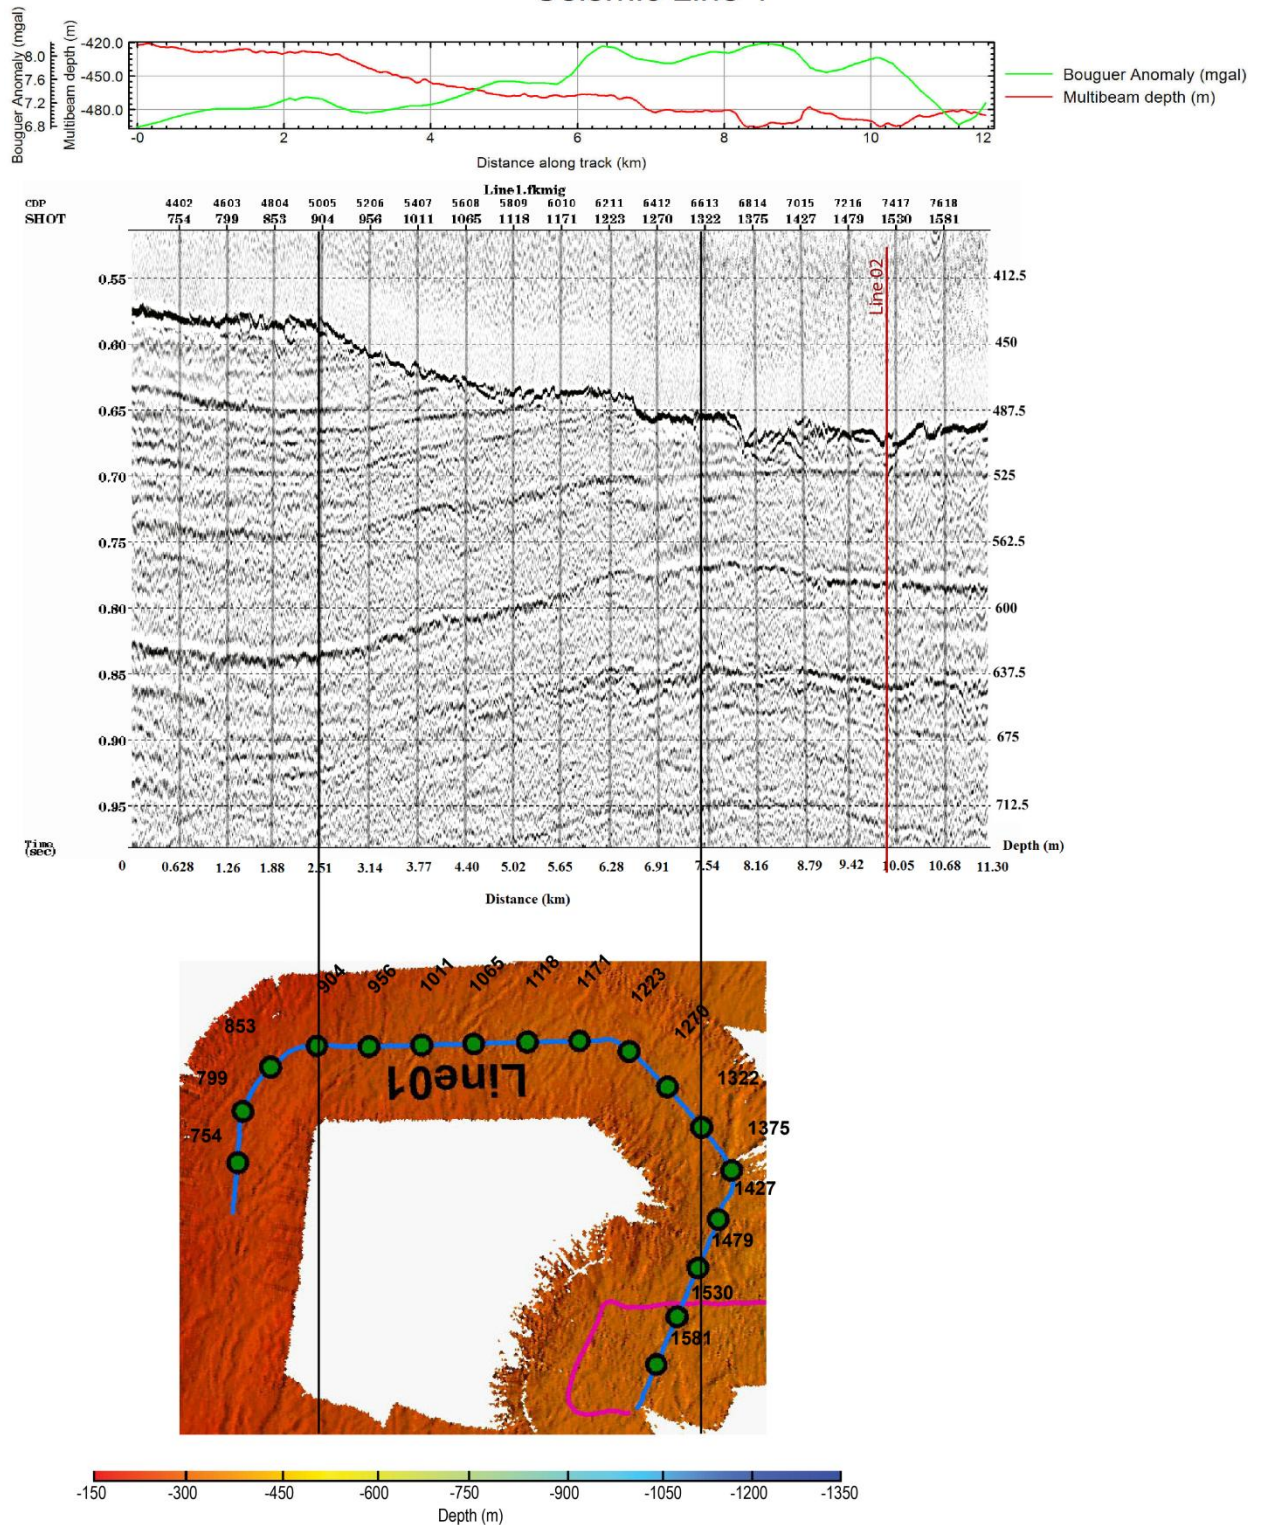 Bouguer Anomaly (mgal)
8.0
7.6
7.2
6.8
Multibeam depth (m)
-420.0
-450.0
-480.0
-0 2 4 6 8 10 12
Distance along track (km)
Bouguer Anomaly (mgal)
Multibeam depth (m)
Line1.fkmig
CDP 4402 4603 4804 5005 5206 5407 5608 5809 6010 6211 6412 6613 6814 7015 7216 7417 7618
SHOT 754 799 853 904 956 1011 1065 1118 1171 1223 1270 1322 1375 1427 1479 1530 1581
Line 02
0.55 412.5
0.60 450
0.65 487.5
0.70 525
0.75 562.5
0.80 600
0.85 637.5
0.90 675
0.95 712.5
Time
(sec)
Depth (m)
0 0.628 1.26 1.88 2.51 3.14 3.77 4.40 5.02 5.65 6.28 6.91 7.54 8.16 8.79 9.42 10.05 10.68 11.30
Distance (km)
904 956 1011 1065 1118 1171 1223
853 1270
Line01
799 1322
754 1375
1427
1479
1530
1581
-150 -300 -450 -600 -750 -900 -1050 -1200 -1350
Depth (m)